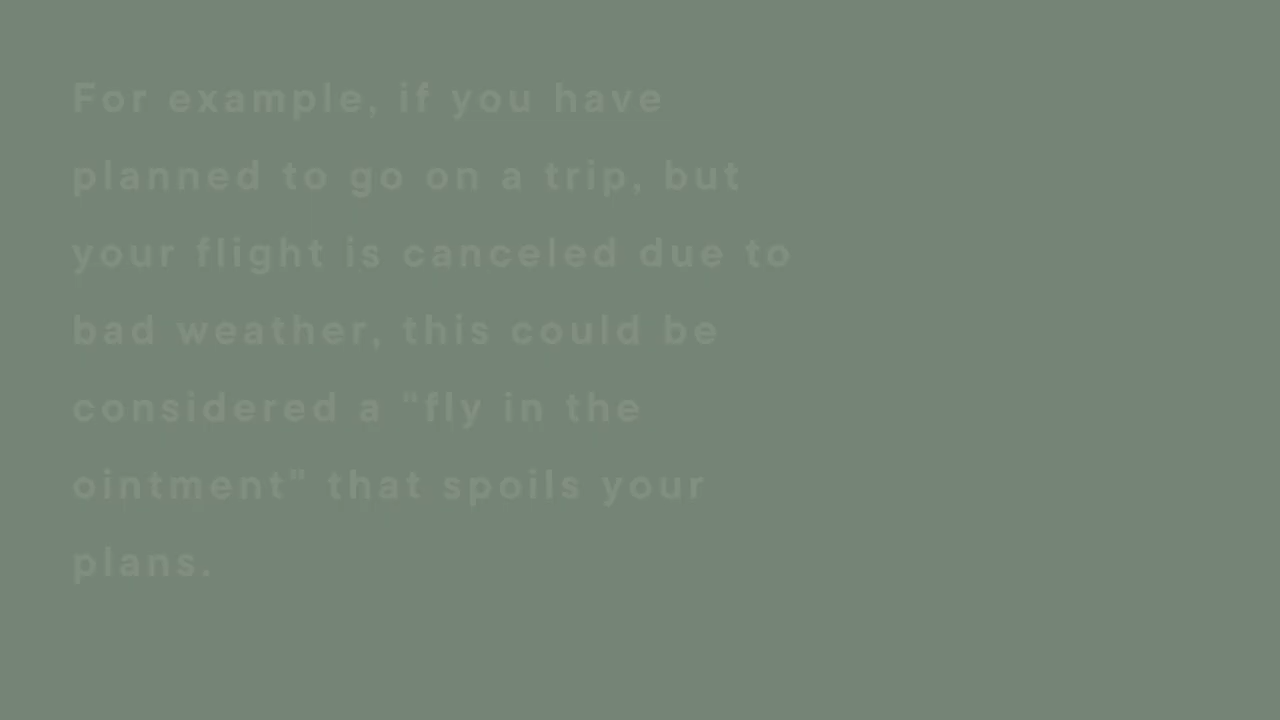 For example, if you have
planned to go on a trip, but
your flight is canceled due to
bad weather, this could be
considered a "fly in the
ointment" that spoils your
plans.